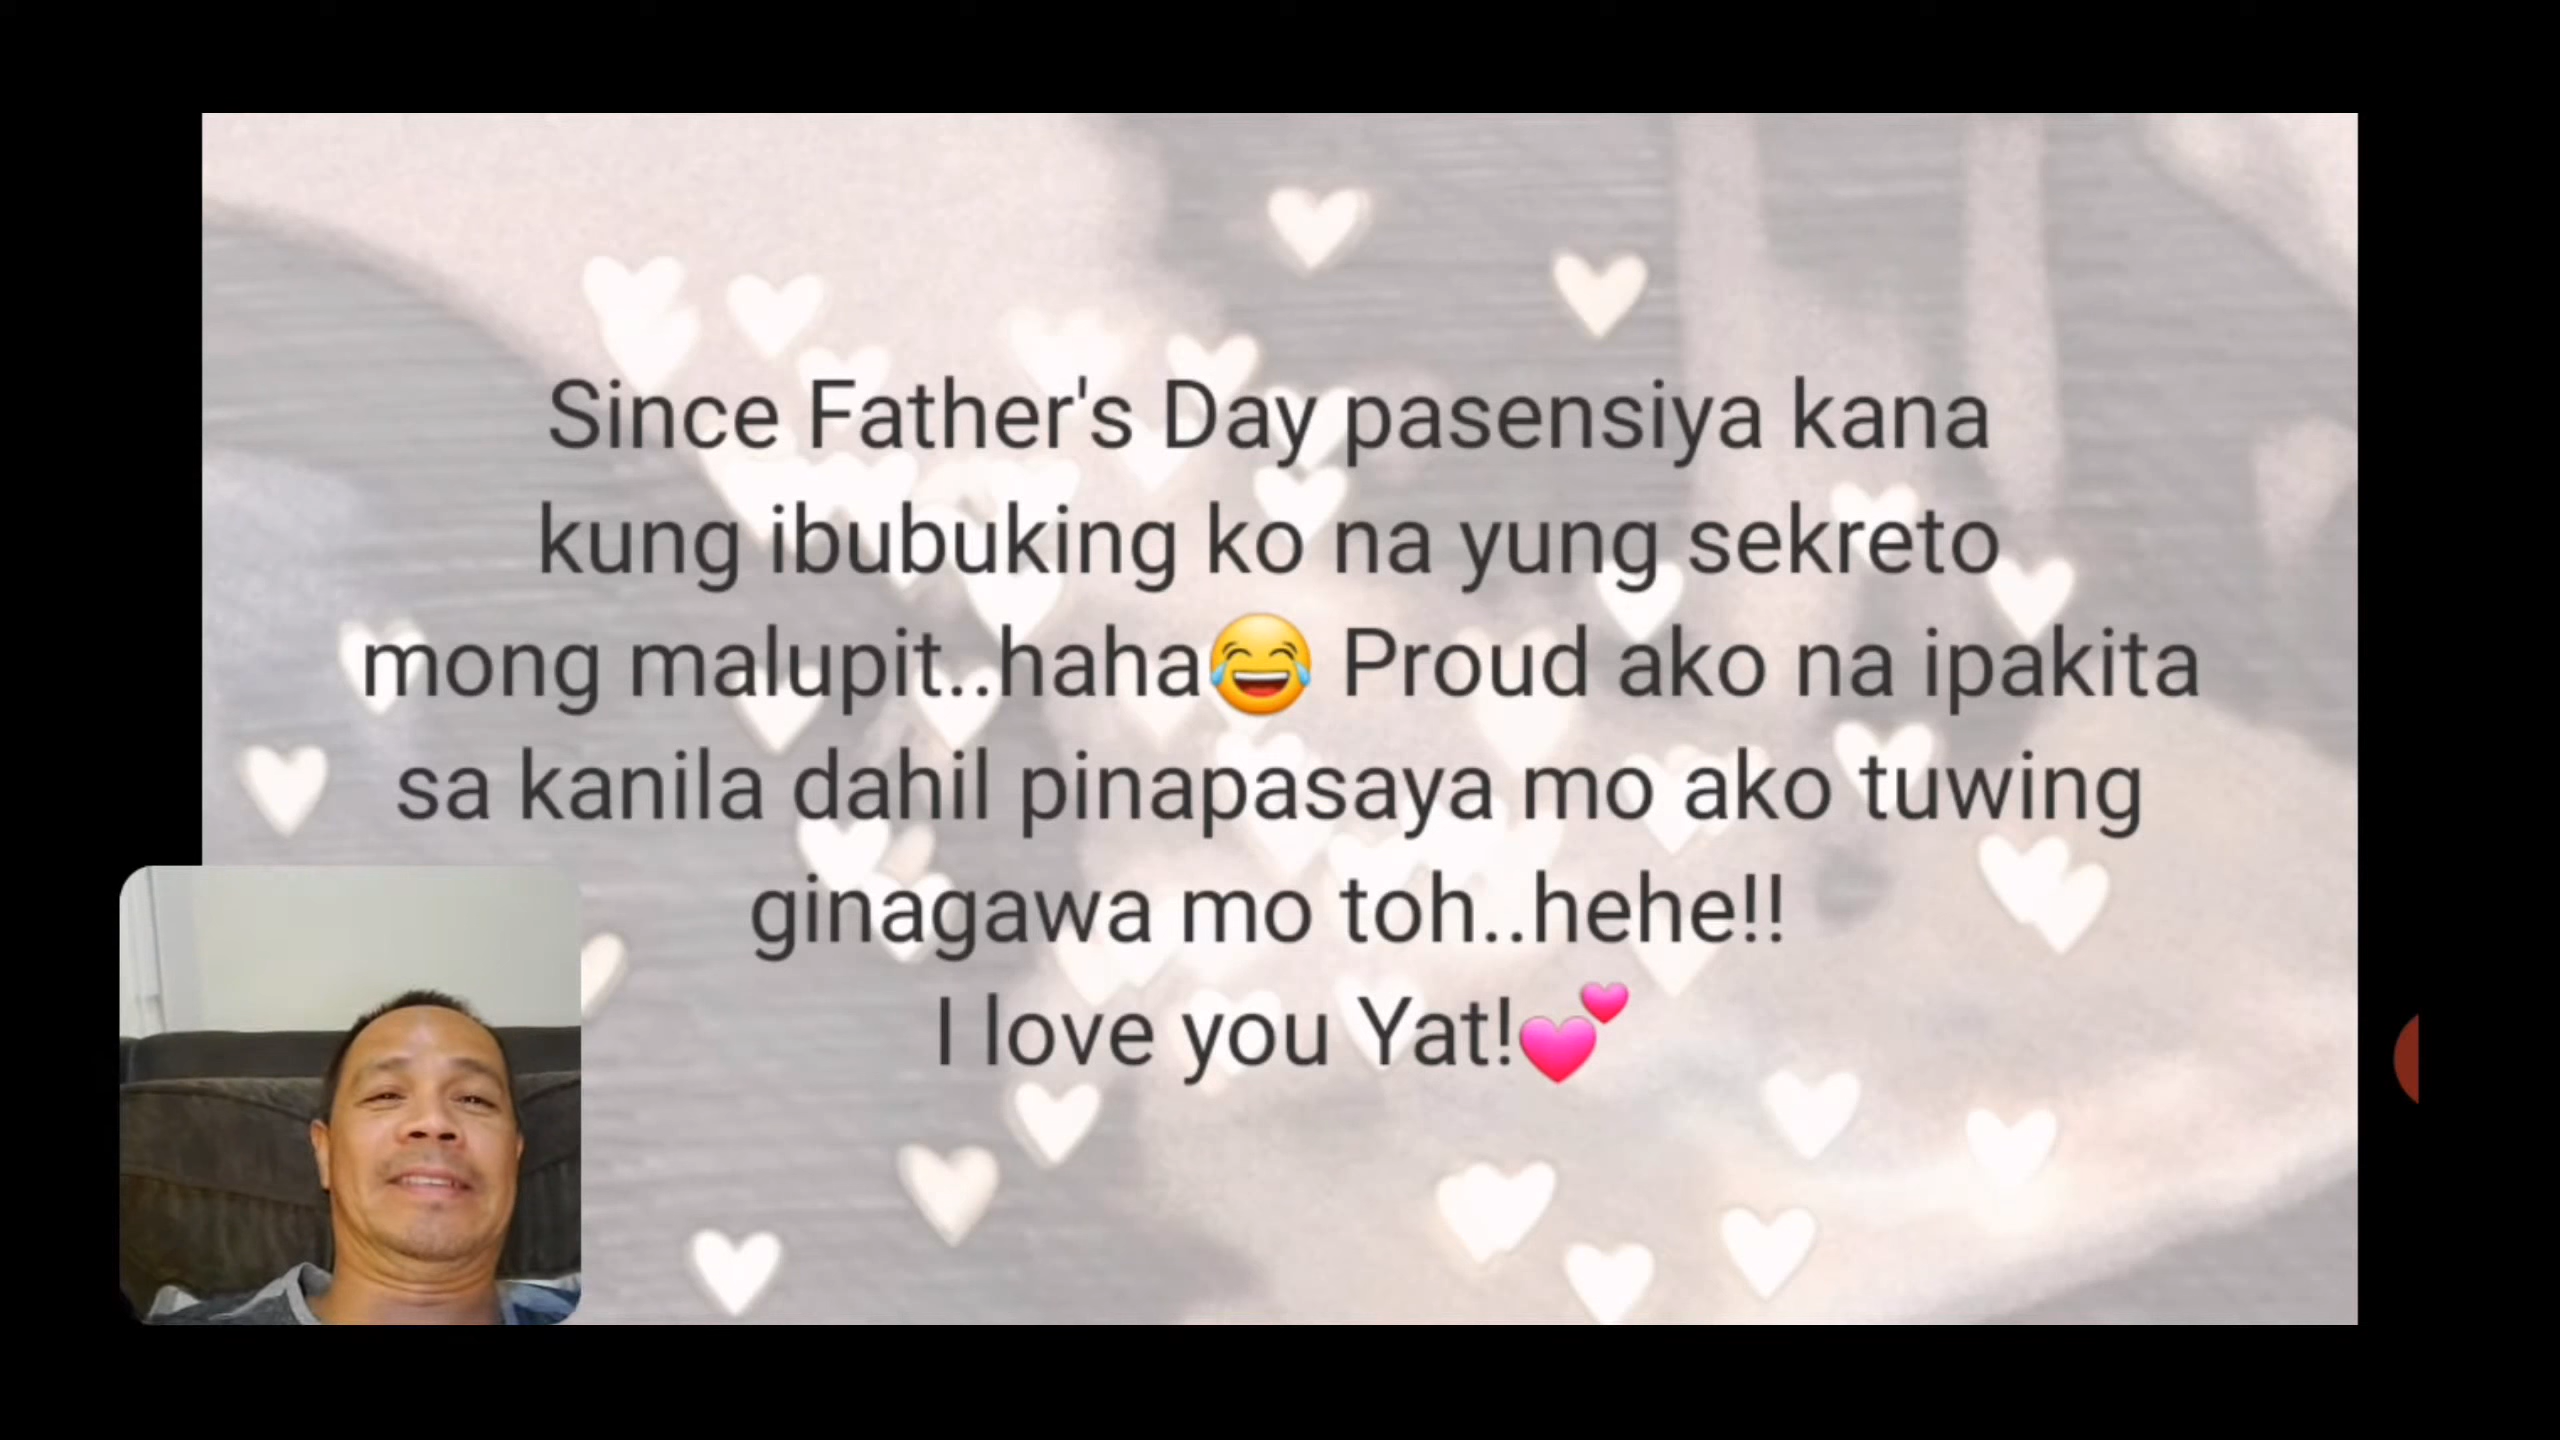 Since Father's Day pasensiya kana
kung ibubuking ko na yung sekreto
mong malupit..haha😂 Proud ako na ipakita
sa kanila dahil pinapasaya mo ako tuwing
ginagawa mo toh..hehe!!
I love you Yat!💕